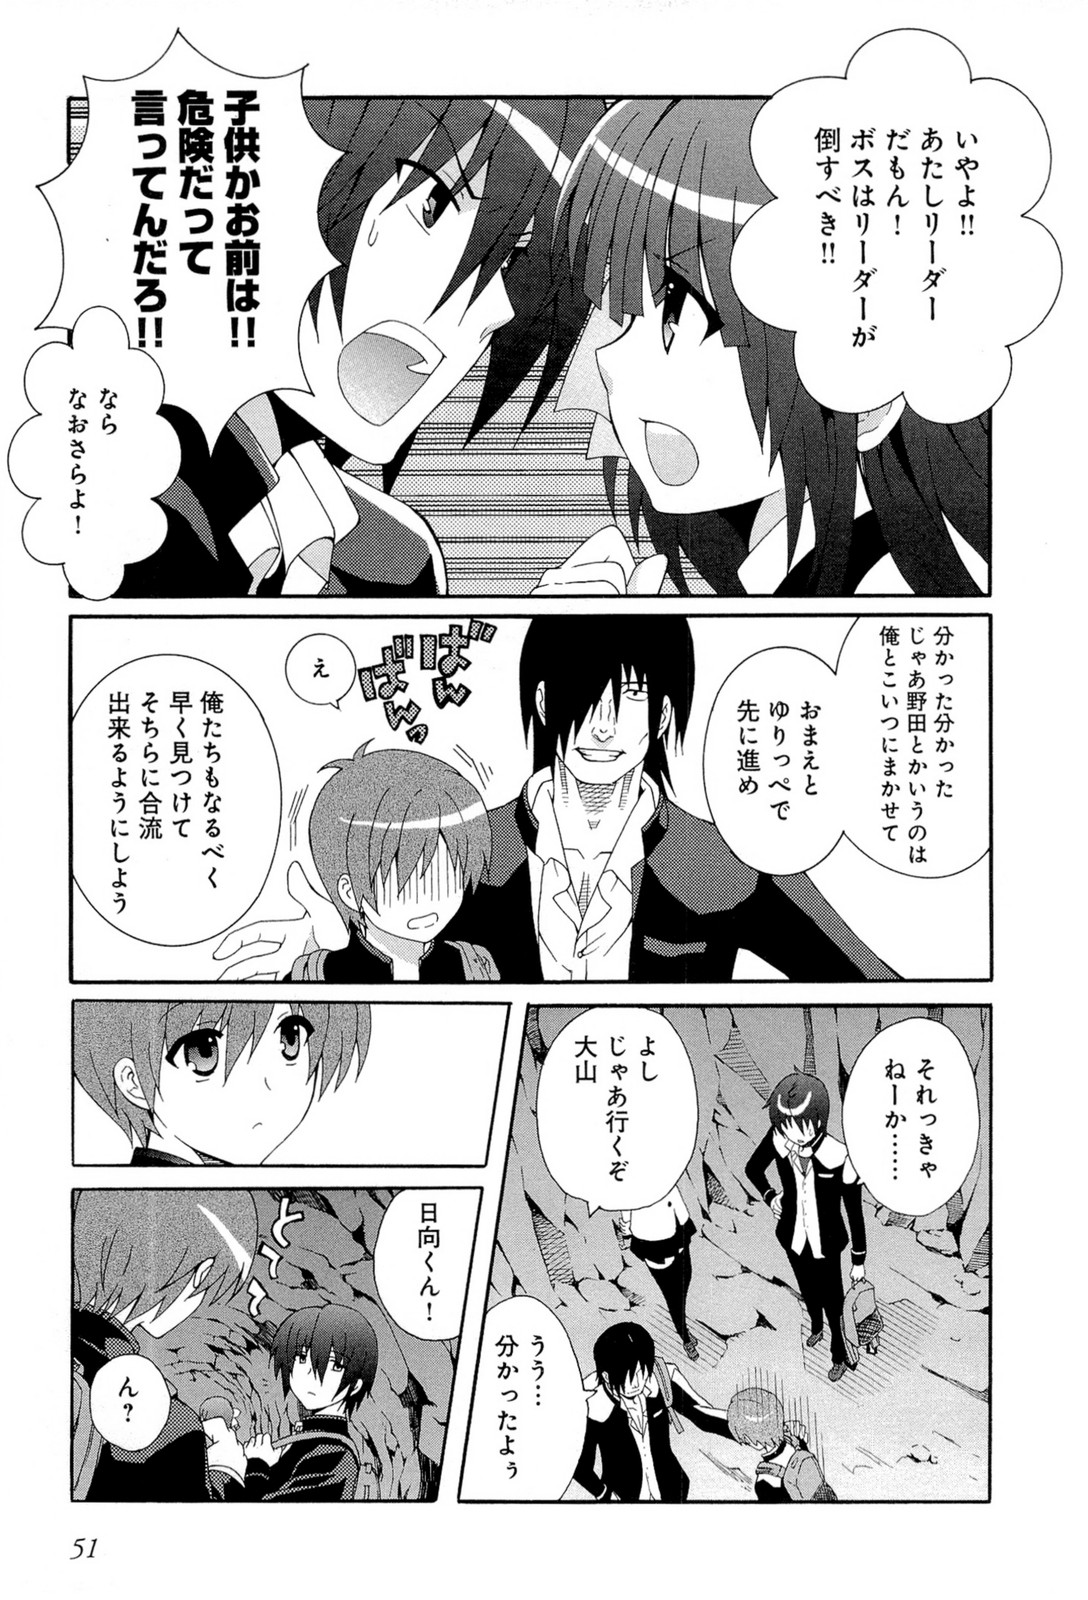 いやよ!!
あたしリーダー
だもん！
ボスはリーダーが
倒すべき!!
子供かお前は!!
危険だって
言ってんだろ!!
なら
なおさらよ！
分かった分かった
じゃあ野田とかいうのは
俺とこいつにまかせて
おまえと
ゆりっぺで
先に進め
ばん
ばんっ
え
俺たちもなるべく
早く見つけて
そちらに合流
出来るようにしよう
それっきゃ
ねーか……
よし
じゃあ行くぞ
大山
うう…
分かったよぅ
日向くん！
とと
ん？
51